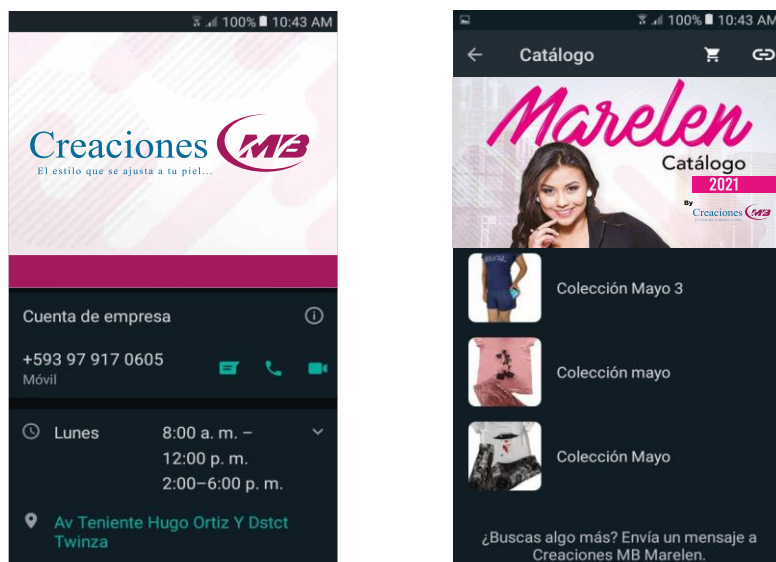 100% 10:43 AM
Creaciones MB
El estilo que se ajusta a tu piel...
Cuenta de empresa
+593 97 917 0605
Móvil
Lunes
8:00 a. m. –
12:00 p. m.
2:00–6:00 p. m.
Av Teniente Hugo Ortiz Y Dstct
Twinza
100% 10:43 AM
Catálogo
Marelen
Catálogo
2021
By
Creaciones MB
Colección Mayo 3
Colección mayo
Colección Mayo
¿Buscas algo más? Envía un mensaje a
Creaciones MB Marelen.